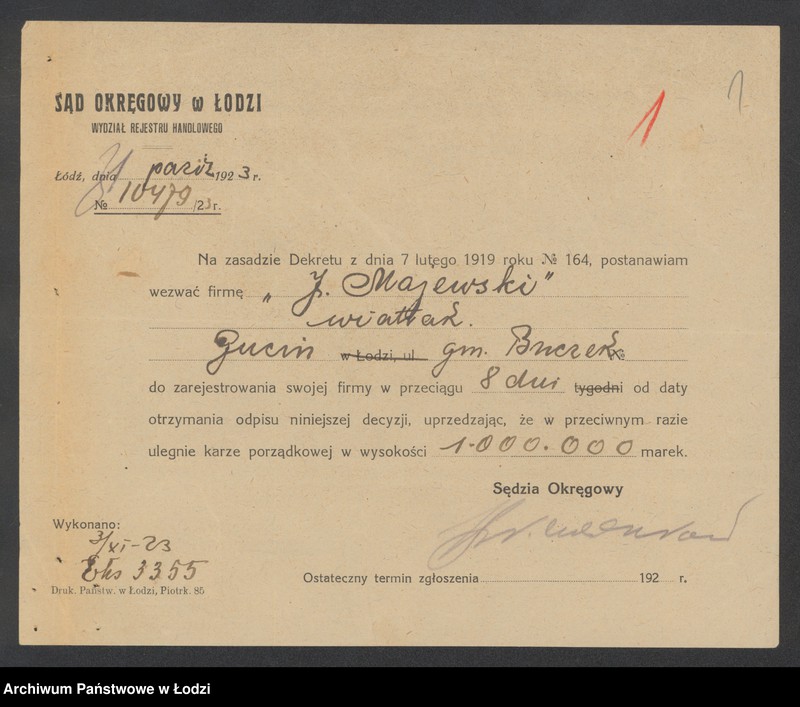 1
1
SĄD OKRĘGOWY w ŁODZI
WYDZIAŁ REJESTRU HANDLOWEGO
Łódź, dnia paźdź 1923 r.
№ 10479/23 r.
Na zasadzie Dekretu z dnia 7 lutego 1919 roku № 164, postanawiam
wezwać firmę „J. Majewski"
wiatrak.
Gucin w Łodzi, ul. gm. Buczek №
do zarejestrowania swojej firmy w przeciągu 8 dni tygodni od daty
otrzymania odpisu niniejszej decyzji, uprzedzając, że w przeciwnym razie
ulegnie karze porządkowej w wysokości 1.000.000 marek.
Sędzia Okręgowy
Wykonano:
3/XI-23
Eks 3355
Druk. Państw. w Łodzi, Piotrk. 85
Ostateczny termin zgłoszenia 192 r.
Archiwum Państwowe w Łodzi